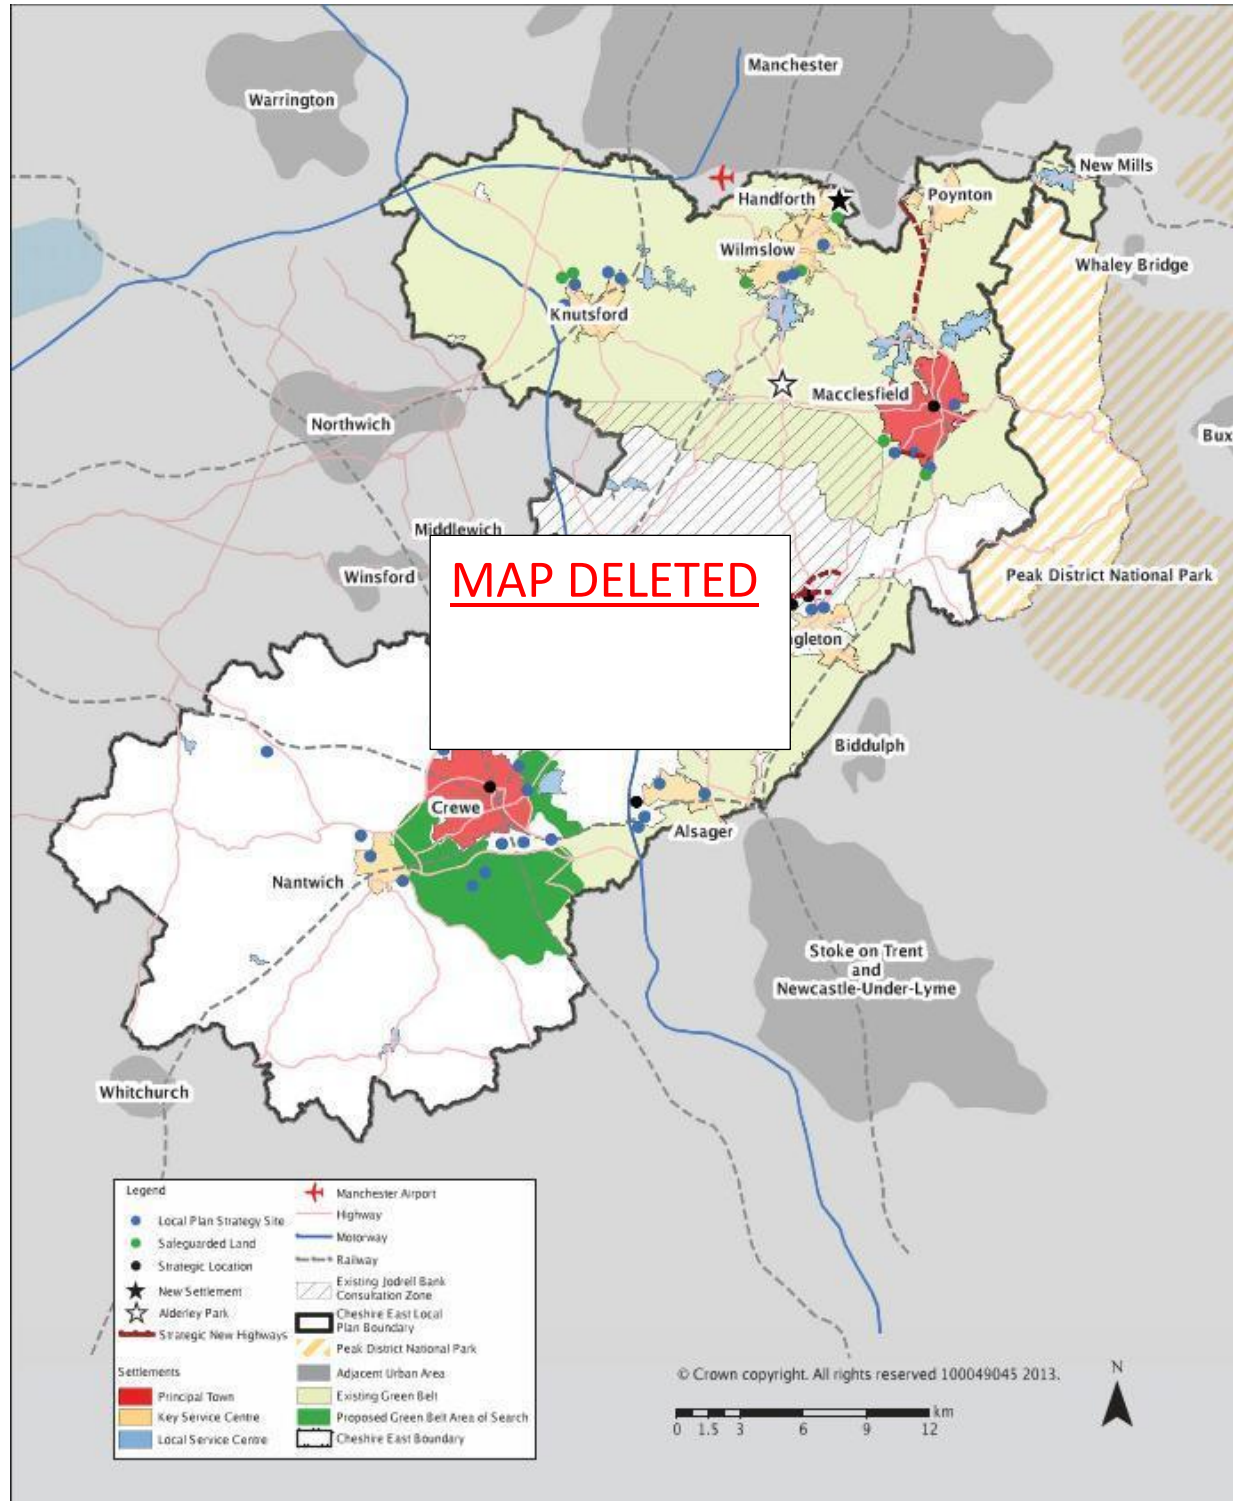 Manchester
Warrington
New Mills
Handforth
Poynton
Wilmslow
Whaley Bridge
Knutsford
Macclesfield
Northwich
Bux
Middlewich
Winsford
Peak District National Park
MAP DELETED
ngleton
Biddulph
Crewe
Alsager
Nantwich
Stoke on Trent
and
Newcastle-Under-Lyme
Whitchurch
Legend
Local Plan Strategy Site
Safeguarded Land
Strategic Location
New Settlement
Alderley Park
Strategic New Highways
Settlements
Principal Town
Key Service Centre
Local Service Centre
Manchester Airport
Highway
Motorway
Railway
Existing Jodrell Bank
Consultation Zone
Cheshire East Local
Plan Boundary
Peak District National Park
Adjacent Urban Area
Existing Green Belt
Proposed Green Belt Area of Search
Cheshire East Boundary
© Crown copyright. All rights reserved 100049045 2013.
N
km
0 1.5 3 6 9 12